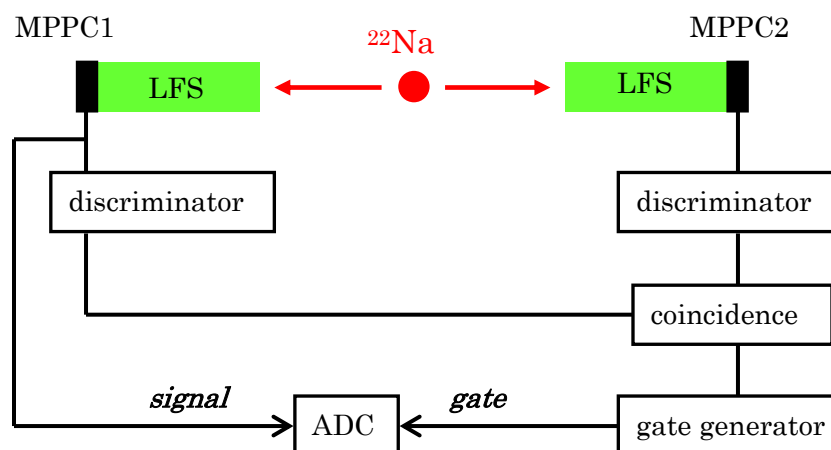 MPPC1
²²Na
MPPC2
LFS
LFS
discriminator
discriminator
coincidence
signal
gate
ADC
gate generator